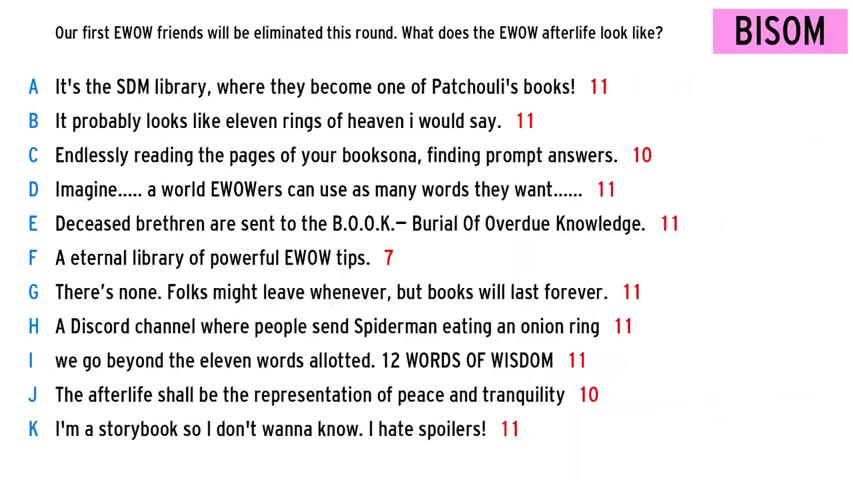 Our first EWOW friends will be eliminated this round. What does the EWOW afterlife look like?
BISOM
A It's the SDM library, where they become one of Patchouli's books! 11
B It probably looks like eleven rings of heaven i would say. 11
C Endlessly reading the pages of your booksona, finding prompt answers. 10
D Imagine..... a world EWOWers can use as many words they want...... 11
E Deceased brethren are sent to the B.O.O.K.— Burial Of Overdue Knowledge. 11
F A eternal library of powerful EWOW tips. 7
G There’s none. Folks might leave whenever, but books will last forever. 11
H A Discord channel where people send Spiderman eating an onion ring 11
I we go beyond the eleven words allotted. 12 WORDS OF WISDOM 11
J The afterlife shall be the representation of peace and tranquility 10
K I'm a storybook so I don't wanna know. I hate spoilers! 11